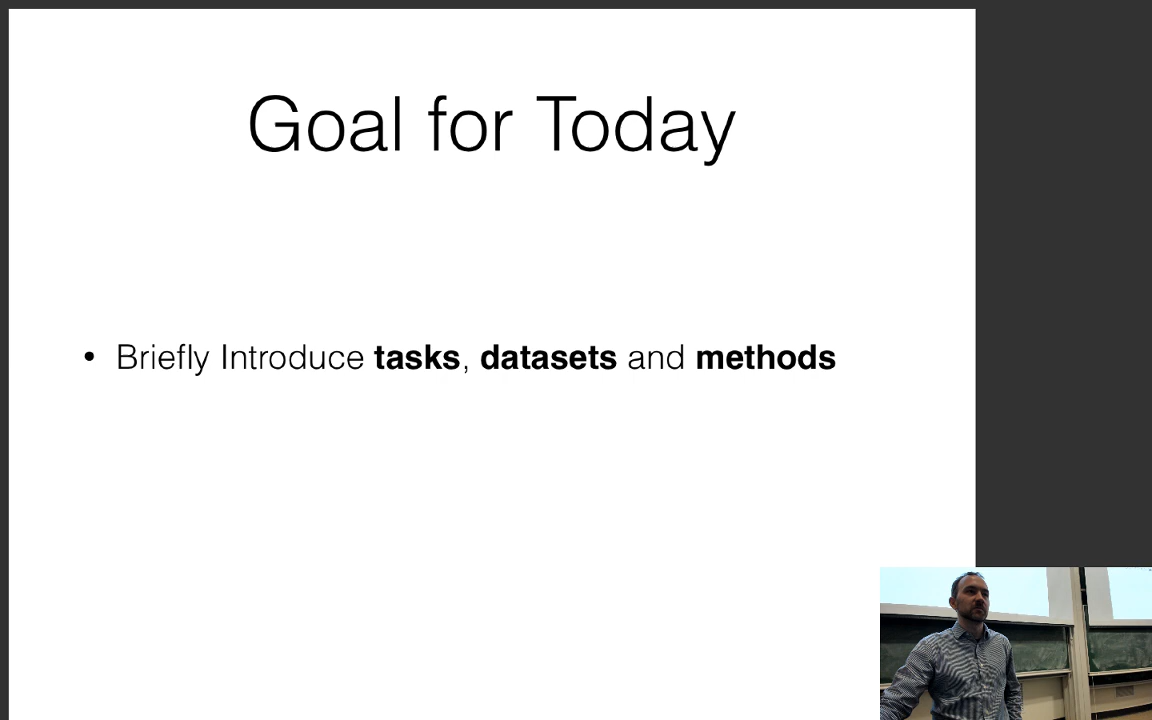 Goal for Today
• Briefly Introduce tasks, datasets and methods